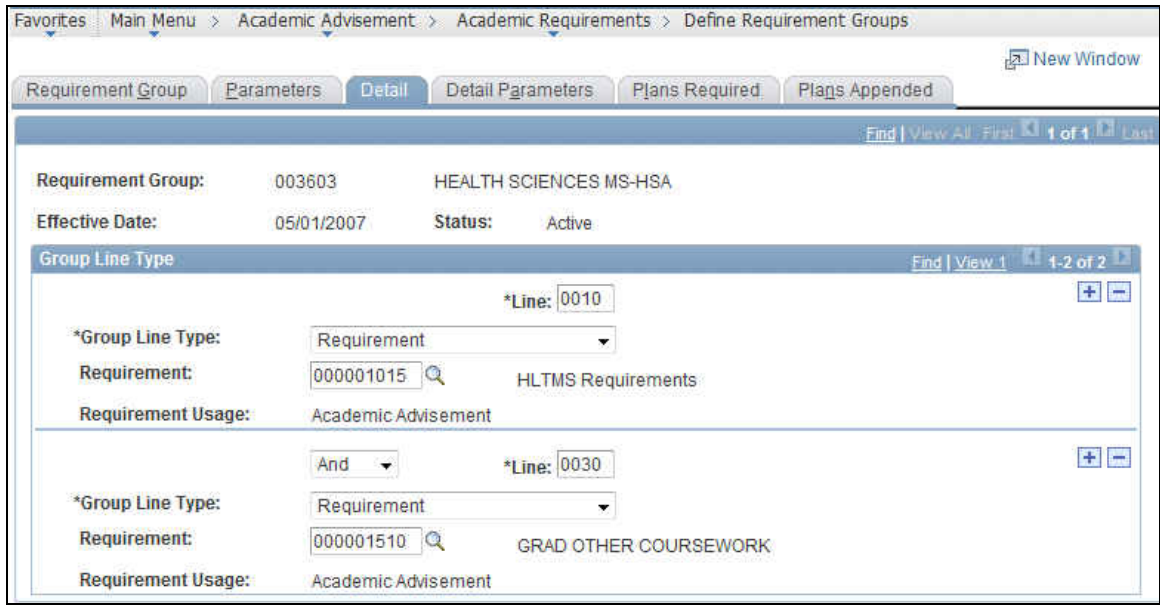 Favorites Main Menu > Academic Advisement > Academic Requirements > Define Requirement Groups
New Window
Requirement Group Parameters Detail Detail Parameters Plans Required Plans Appended
Find | View All First 1 of 1 Last
Requirement Group: 003603 HEALTH SCIENCES MS-HSA
Effective Date: 05/01/2007 Status: Active
Group Line Type Find | View 1 1-2 of 2
*Line: 0010
*Group Line Type: Requirement
Requirement: 000001015 HLTMS Requirements
Requirement Usage: Academic Advisement
And *Line: 0030
*Group Line Type: Requirement
Requirement: 000001510 GRAD OTHER COURSEWORK
Requirement Usage: Academic Advisement